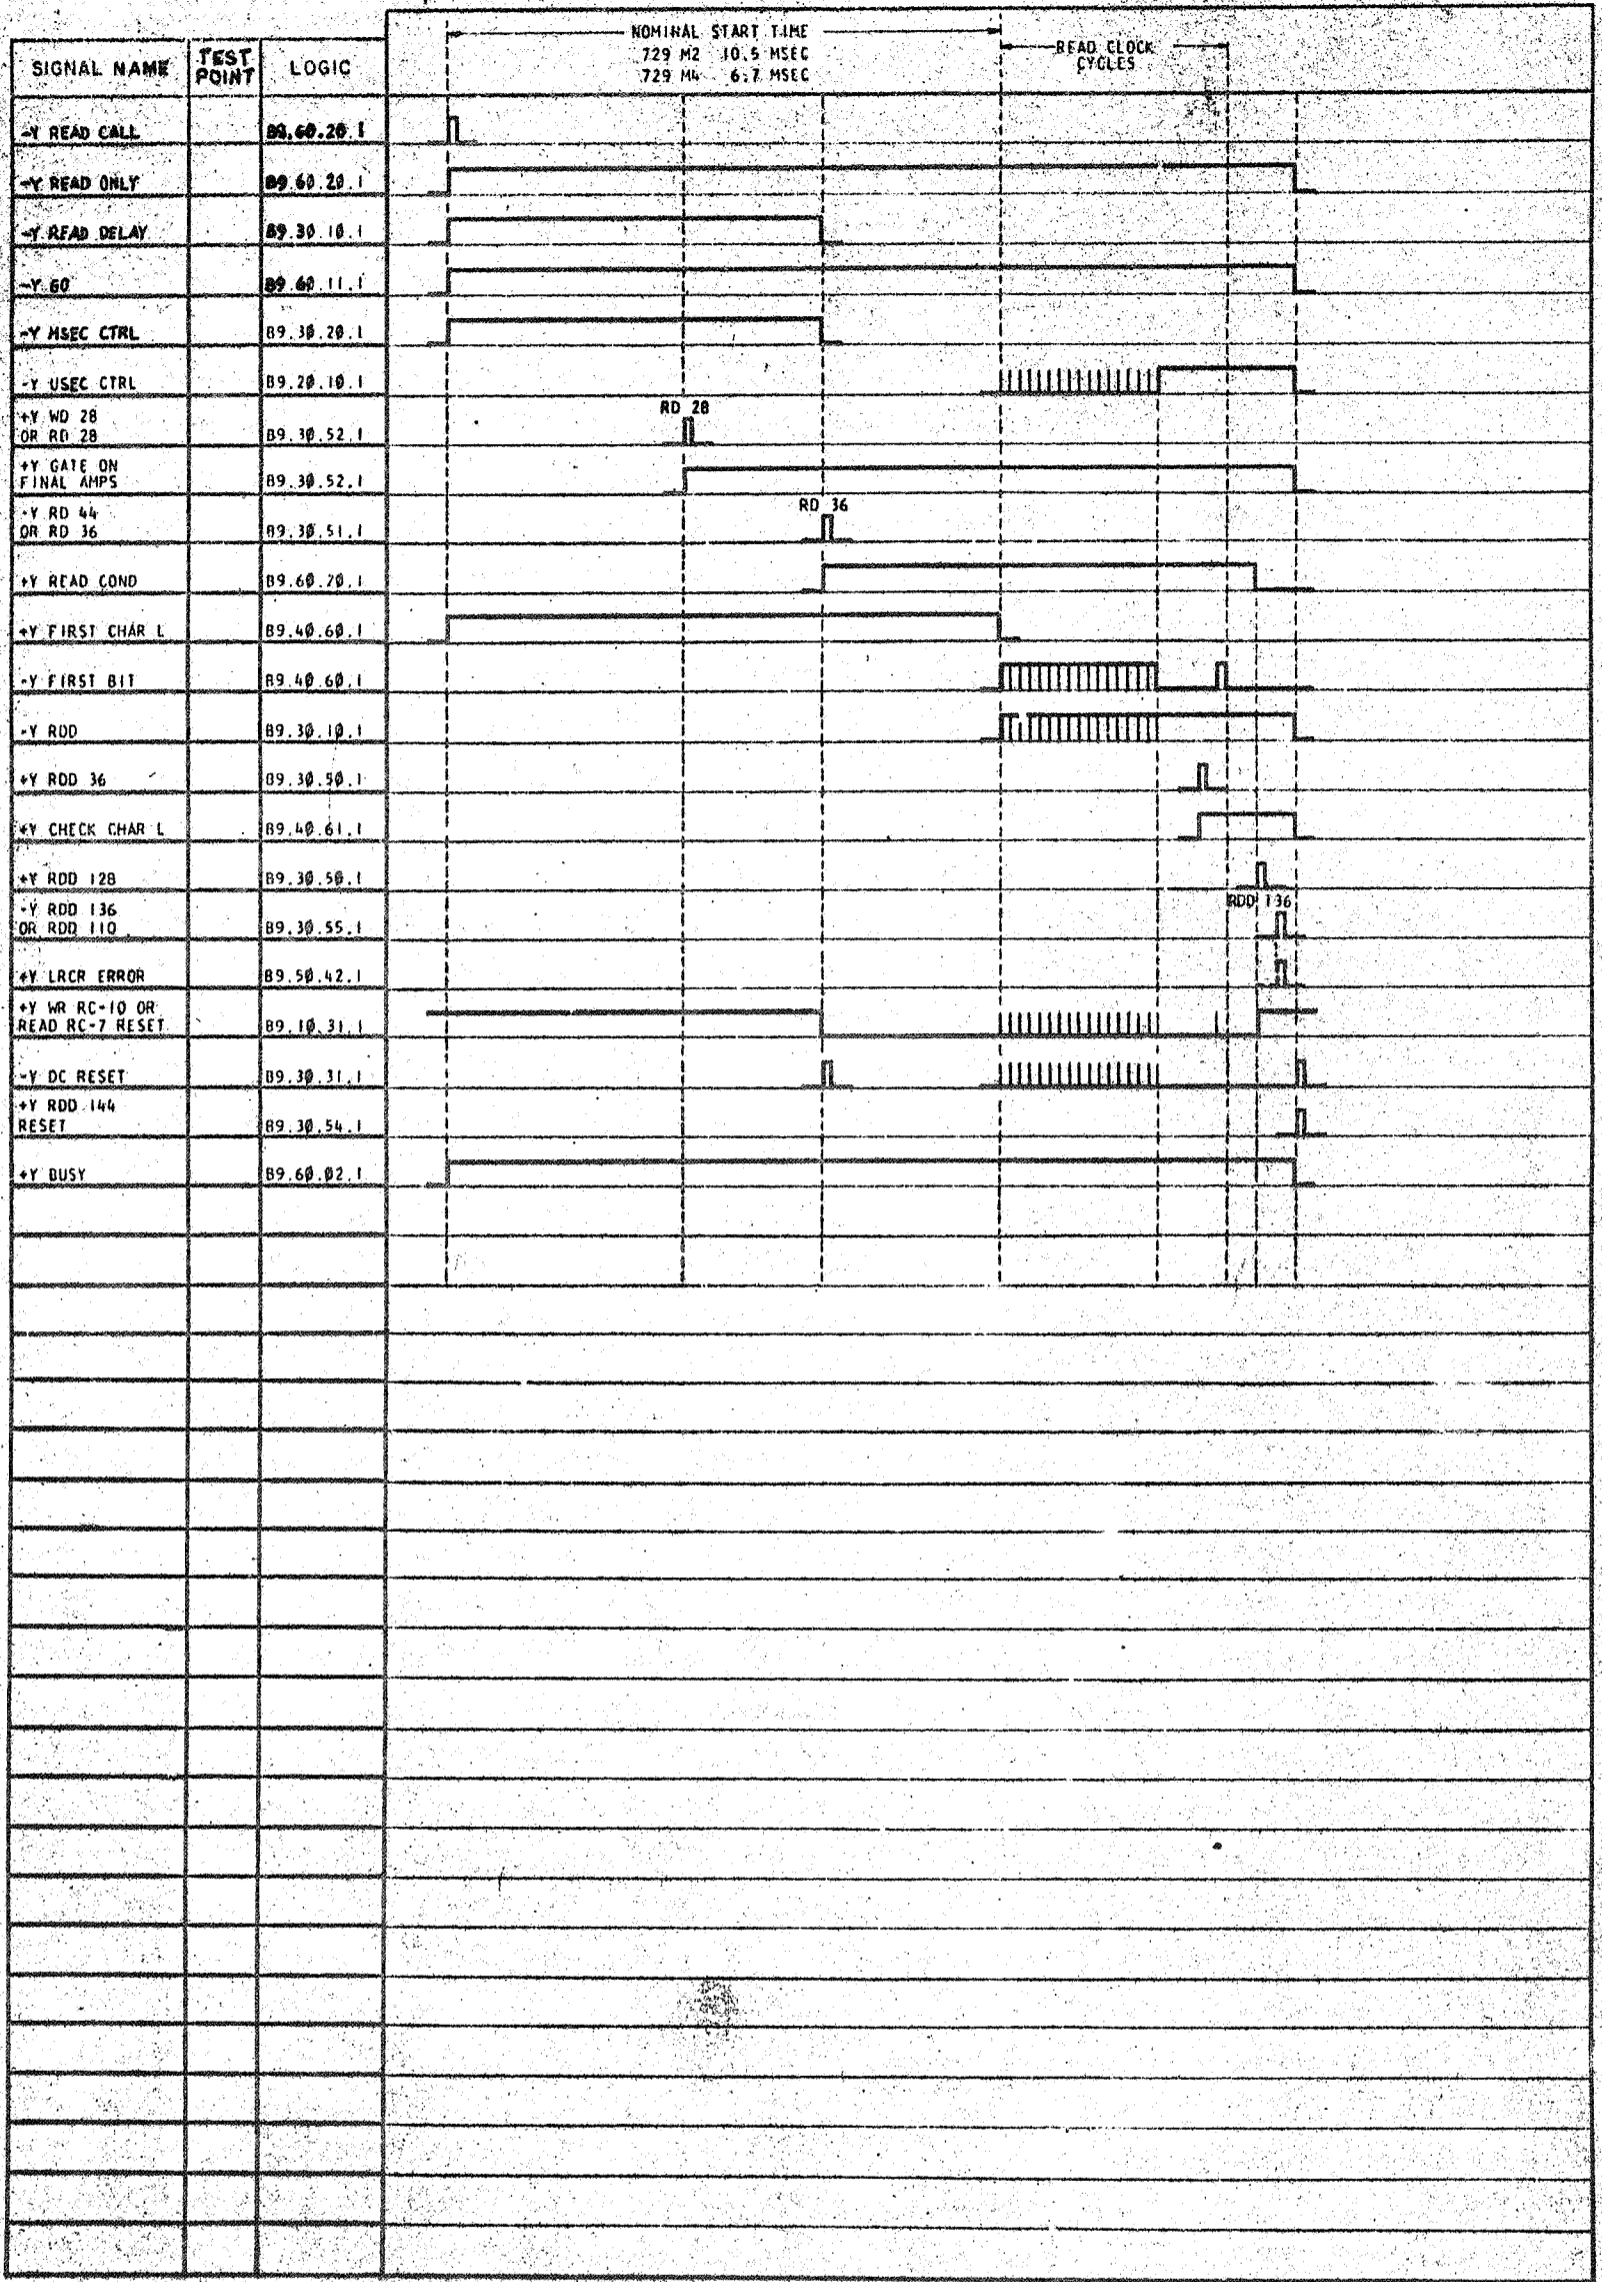 NOMINAL START TIME
729 M2 10.5 MSEC
729 M4 6.7 MSEC
READ CLOCK
CYCLES
SIGNAL NAME TEST POINT LOGIC
-Y READ CALL B9.60.20.1
-Y READ ONLY B9.60.20.1
-Y READ DELAY B9.30.10.1
-Y GO B9.60.11.1
-Y MSEC CTRL B9.30.20.1
-Y USEC CTRL B9.20.10.1
+Y WD 28
OR RD 28 B9.30.52.1
RD 28
+Y GATE ON
FINAL AMPS B9.30.52.1
-Y RD 44
OR RD 36 B9.30.51.1
RD 36
+Y READ COND B9.60.20.1
+Y FIRST CHAR L B9.40.60.1
-Y FIRST BIT B9.40.60.1
-Y RDD B9.30.10.1
+Y RDD 36 B9.30.50.1
+Y CHECK CHAR L B9.40.61.1
+Y RDD 128 B9.30.50.1
-Y RDD 136
OR RDD 110 B9.30.55.1
RDD 136
+Y LRCR ERROR B9.50.42.1
+Y WR RC-10 OR
READ RC-7 RESET B9.10.31.1
-Y DC RESET B9.30.31.1
+Y RDD 144
RESET B9.30.54.1
+Y BUSY B9.60.02.1